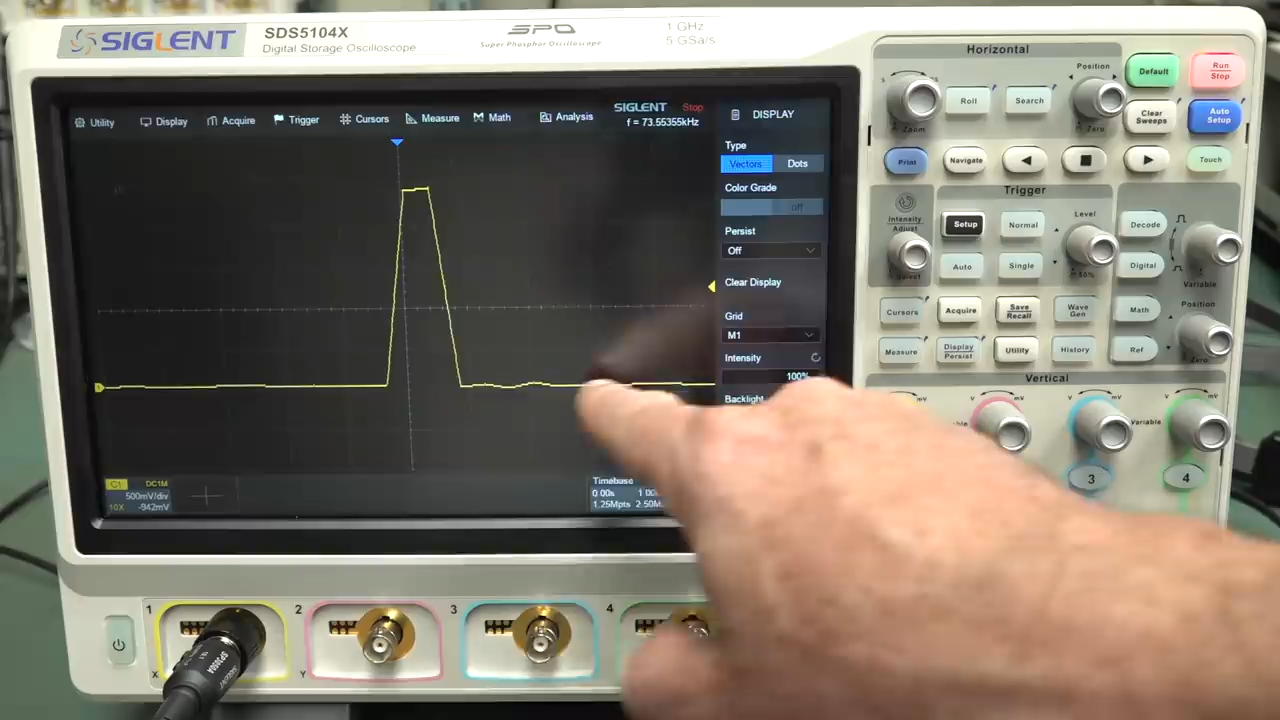 SIGLENT
SDS5104X
Digital Storage Oscilloscope
SPO
Super Phosphor Oscilloscope
1 GHz
5 GSa/s
Utility
Display
Acquire
Trigger
Cursors
Measure
Math
Analysis
SIGLENT
Stop
f = 73.55355kHz
DISPLAY
Type
Vectors
Dots
Color Grade
off
Persist
Off
Clear Display
Grid
M1
Intensity
100%
Backlight
C1
DC1M
500mV/div
10X
-942mV
Timebase
0.00s
1.25Mpts
Horizontal
Zoom
Roll
Search
Position
Zero
Default
Run
Stop
Clear
Sweeps
Auto
Setup
Print
Navigate
Touch
Trigger
Intensity
Adjust
Select
Setup
Normal
Level
50%
Auto
Single
Decode
Digital
Variable
Cursors
Acquire
Save
Recall
Wave
Gen
Math
Position
Zero
Measure
Display
Persist
Utility
History
Ref
Vertical
V
mV
V
mV
V
mV
Variable
3
4
1
2
3
4
X
Y